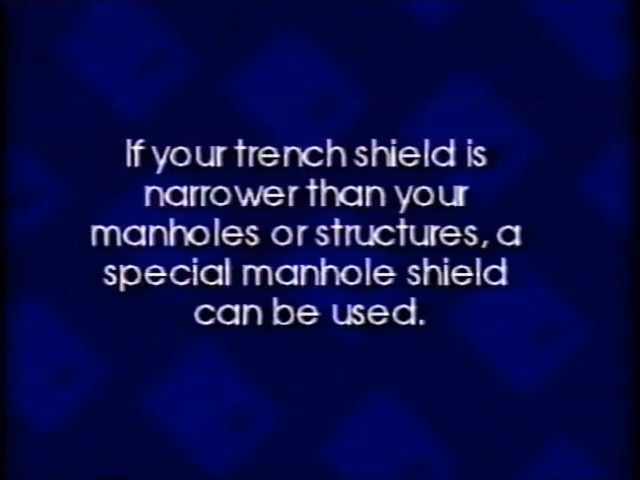 If your trench shield is
narrower than your
manholes or structures, a
special manhole shield
can be used.